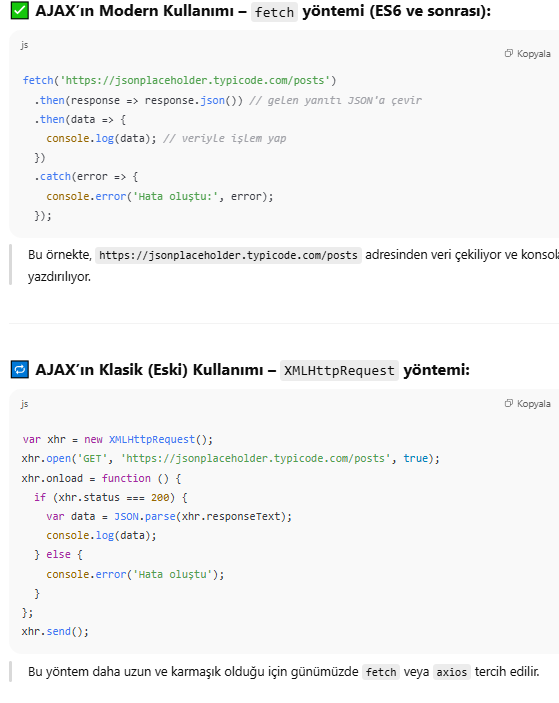 ✅ AJAX'ın Modern Kullanımı – fetch yöntemi (ES6 ve sonrası):
js
Kopyala
fetch('https://jsonplaceholder.typicode.com/posts')
  .then(response => response.json()) // gelen yanıtı JSON'a çevir
  .then(data => {
    console.log(data); // veriyle işlem yap
  })
  .catch(error => {
    console.error('Hata oluştu:', error);
  });
Bu örnekte, https://jsonplaceholder.typicode.com/posts adresinden veri çekiliyor ve konsola
yazdırılıyor.
🔁 AJAX'ın Klasik (Eski) Kullanımı – XMLHttpRequest yöntemi:
js
Kopyala
var xhr = new XMLHttpRequest();
xhr.open('GET', 'https://jsonplaceholder.typicode.com/posts', true);
xhr.onload = function () {
  if (xhr.status === 200) {
    var data = JSON.parse(xhr.responseText);
    console.log(data);
  } else {
    console.error('Hata oluştu');
  }
};
xhr.send();
Bu yöntem daha uzun ve karmaşık olduğu için günümüzde fetch veya axios tercih edilir.